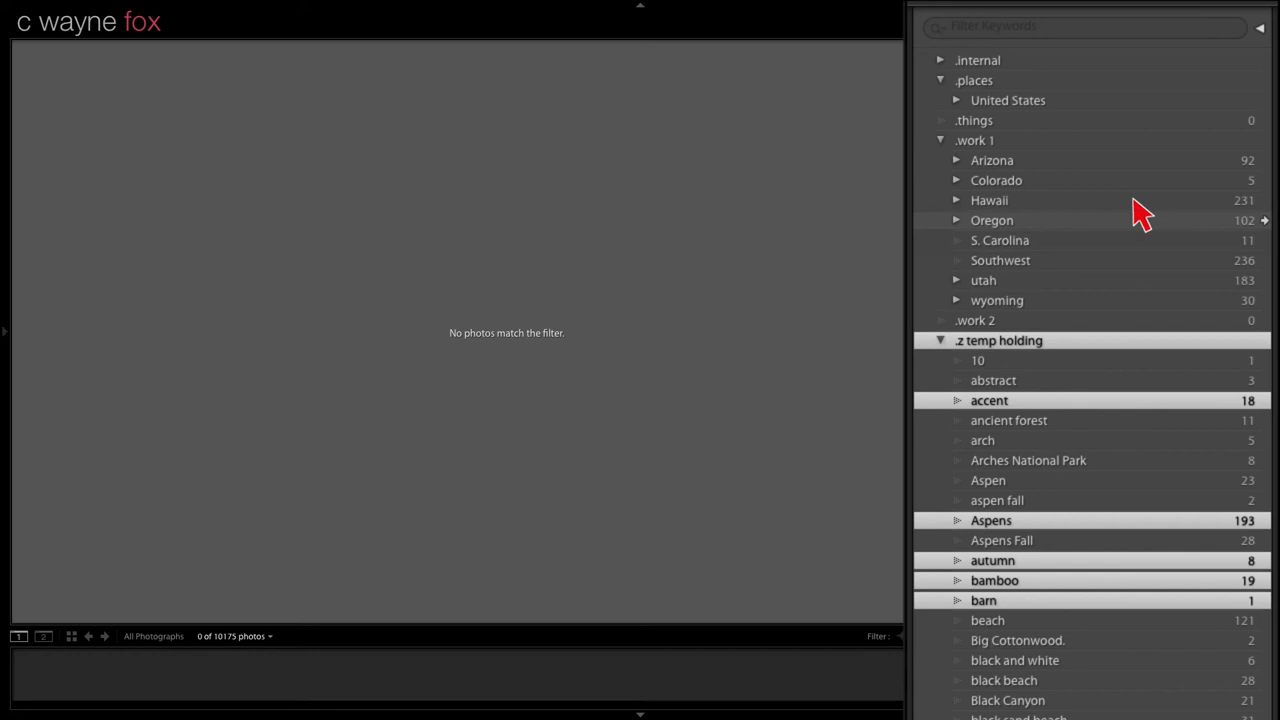 c wayne fox
Filter Keywords
.internal
.places
United States
.things 0
.work 1
Arizona 92
Colorado 5
Hawaii 231
Oregon 102
S. Carolina 11
Southwest 236
utah 183
wyoming 30
.work 2 0
.z temp holding
10 1
abstract 3
accent 18
ancient forest 11
arch 5
Arches National Park 8
Aspen 23
aspen fall 2
Aspens 193
Aspens Fall 28
autumn 8
bamboo 19
barn 1
beach 121
Big Cottonwood. 2
black and white 6
black beach 28
Black Canyon 21
black sand beach 31
No photos match the filter.
1 2 All Photographs 0 of 10175 photos Filter :